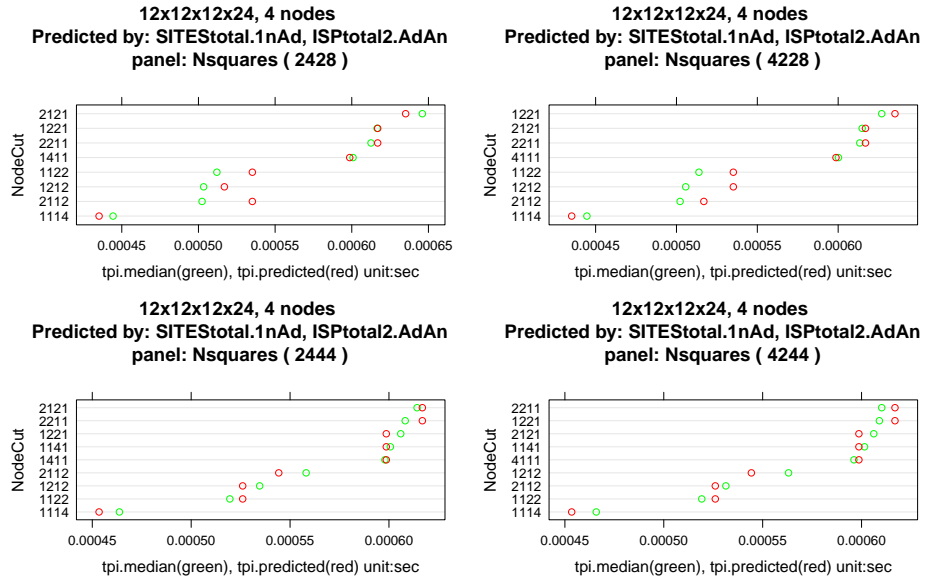 12x12x12x24, 4 nodes
Predicted by: SITEStotal.1nAd, ISPtotal2.AdAn
panel: Nsquares ( 2428 )
NodeCut
2121
1221
2211
1411
1122
1212
2112
1114
0.00045 0.00050 0.00055 0.00060 0.00065
tpi.median(green), tpi.predicted(red) unit:sec
12x12x12x24, 4 nodes
Predicted by: SITEStotal.1nAd, ISPtotal2.AdAn
panel: Nsquares ( 4228 )
NodeCut
1221
2121
2211
4111
1122
1212
2112
1114
0.00045 0.00050 0.00055 0.00060
tpi.median(green), tpi.predicted(red) unit:sec
12x12x12x24, 4 nodes
Predicted by: SITEStotal.1nAd, ISPtotal2.AdAn
panel: Nsquares ( 2444 )
NodeCut
2121
2211
1221
1141
1411
2112
1212
1122
1114
0.00045 0.00050 0.00055 0.00060
tpi.median(green), tpi.predicted(red) unit:sec
12x12x12x24, 4 nodes
Predicted by: SITEStotal.1nAd, ISPtotal2.AdAn
panel: Nsquares ( 4244 )
NodeCut
2211
1221
2121
1141
4111
1212
2112
1122
1114
0.00045 0.00050 0.00055 0.00060
tpi.median(green), tpi.predicted(red) unit:sec